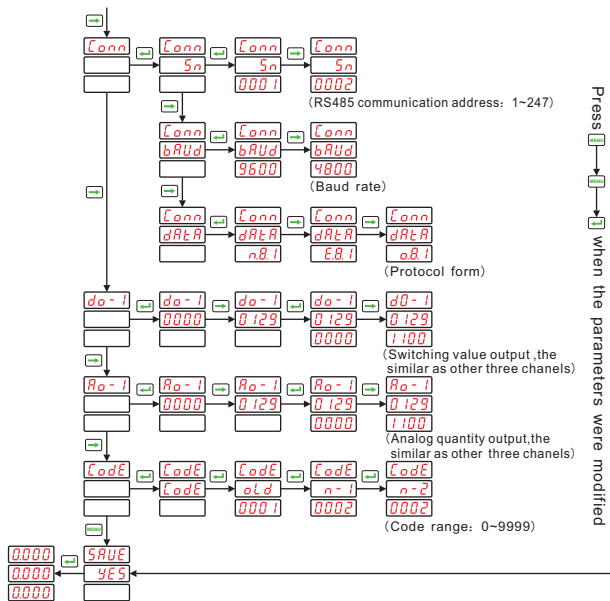 Conn Conn Conn Conn
Sn Sn Sn
0001 0002
(RS485 communication address: 1~247)
Conn Conn Conn
bAUd bAUd bAUd
9600 4800
(Baud rate)
Conn Conn Conn Conn
dAtA dAtA dAtA dAtA
n.8.1 E.8.1 o.8.1
(Protocol form)
do-1 do-1 do-1 do-1 d0-1
0000 0129 0129 0129
0000 1100
(Switching value output ,the
similar as other three chanels)
Ao-1 Ao-1 Ao-1 Ao-1 Ao-1
0000 0129 0129 0129
0000 1100
(Analog quantity output,the
similar as other three chanels)
CodE CodE CodE CodE CodE
CodE oLd n-1 n-2
0001 0002 0002
(Code range: 0~9999)
MENU
0.000 SAUE
0.000 YES
0.000
Press MENU MENU when the parameters were modified